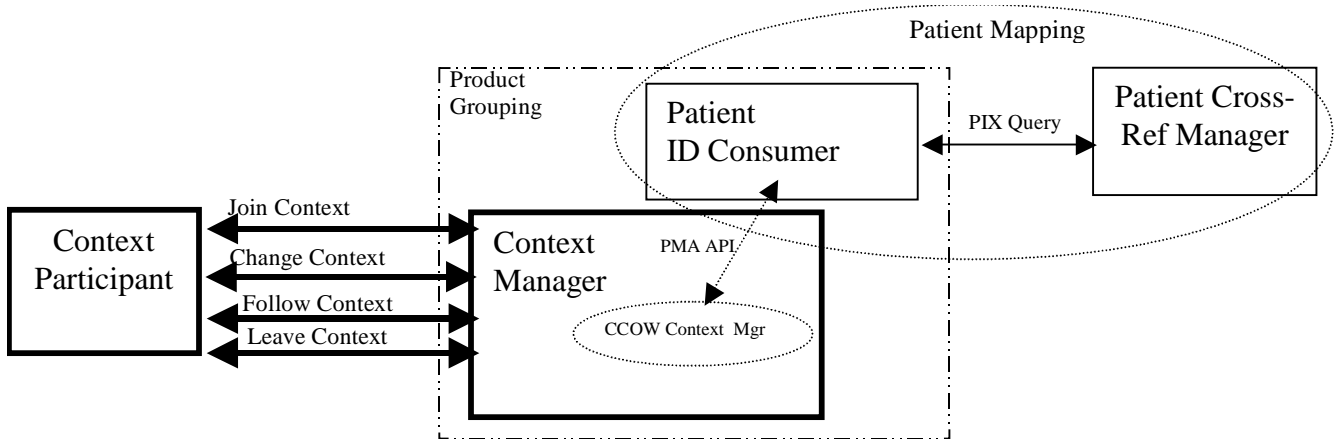 Patient Mapping
Product
Grouping
Patient
ID Consumer
PIX Query
Patient Cross-
Ref Manager
Join Context
Change Context
Follow Context
Leave Context
Context
Participant
Context
Manager
PMA API
CCOW Context Mgr